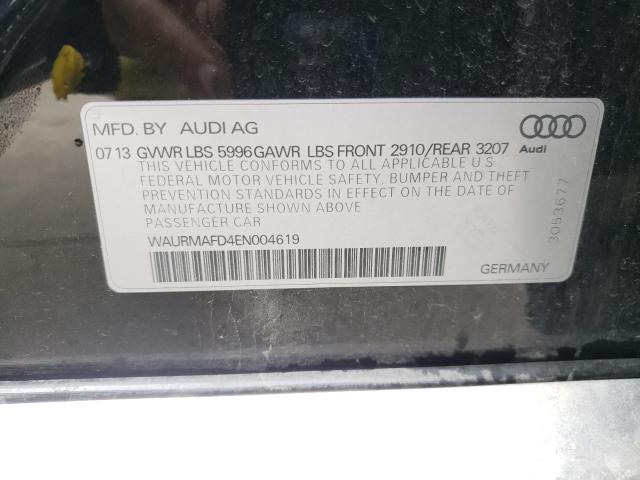 MFD. BY AUDI AG
07 13 GVWR LBS 5996 GAWR LBS FRONT 2910/REAR 3207
THIS VEHICLE CONFORMS TO ALL APPLICABLE U S
FEDERAL MOTOR VEHICLE SAFETY, BUMPER AND THEFT
PREVENTION STANDARDS IN EFFECT ON THE DATE OF
MANUFACTURE SHOWN ABOVE
PASSENGER CAR
WAURMAFD4EN004619
GERMANY
Audi
3053677